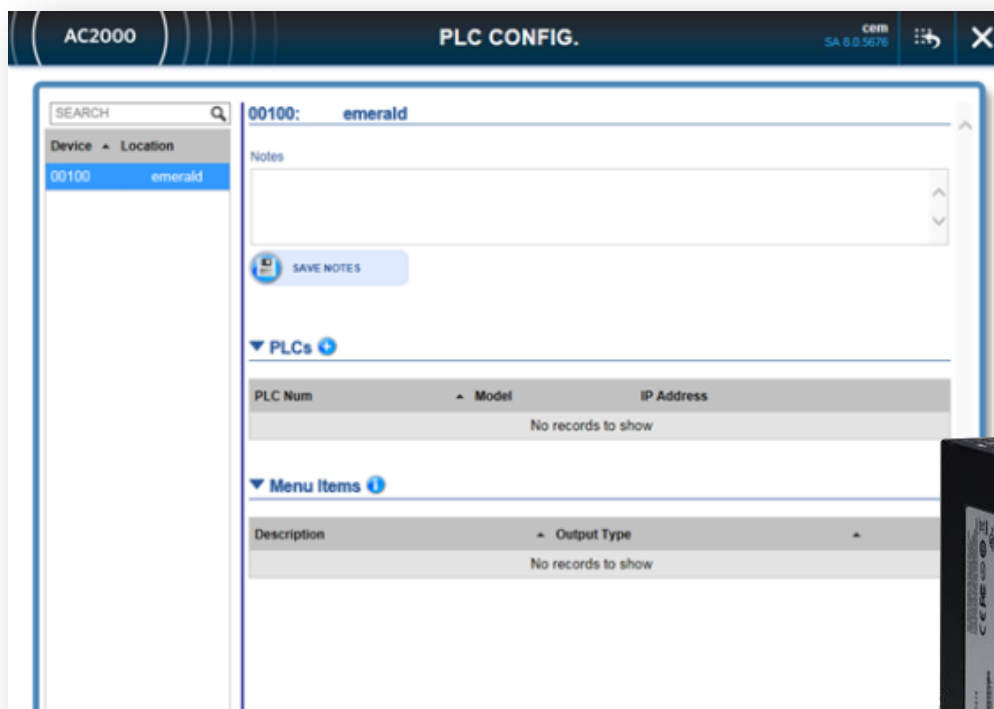 AC2000
PLC CONFIG.
cem
SA 8.0.5676
SEARCH
Device Location
00100 emerald
00100: emerald
Notes
SAVE NOTES
PLCs
PLC Num Model IP Address
No records to show
Menu Items
Description Output Type
No records to show